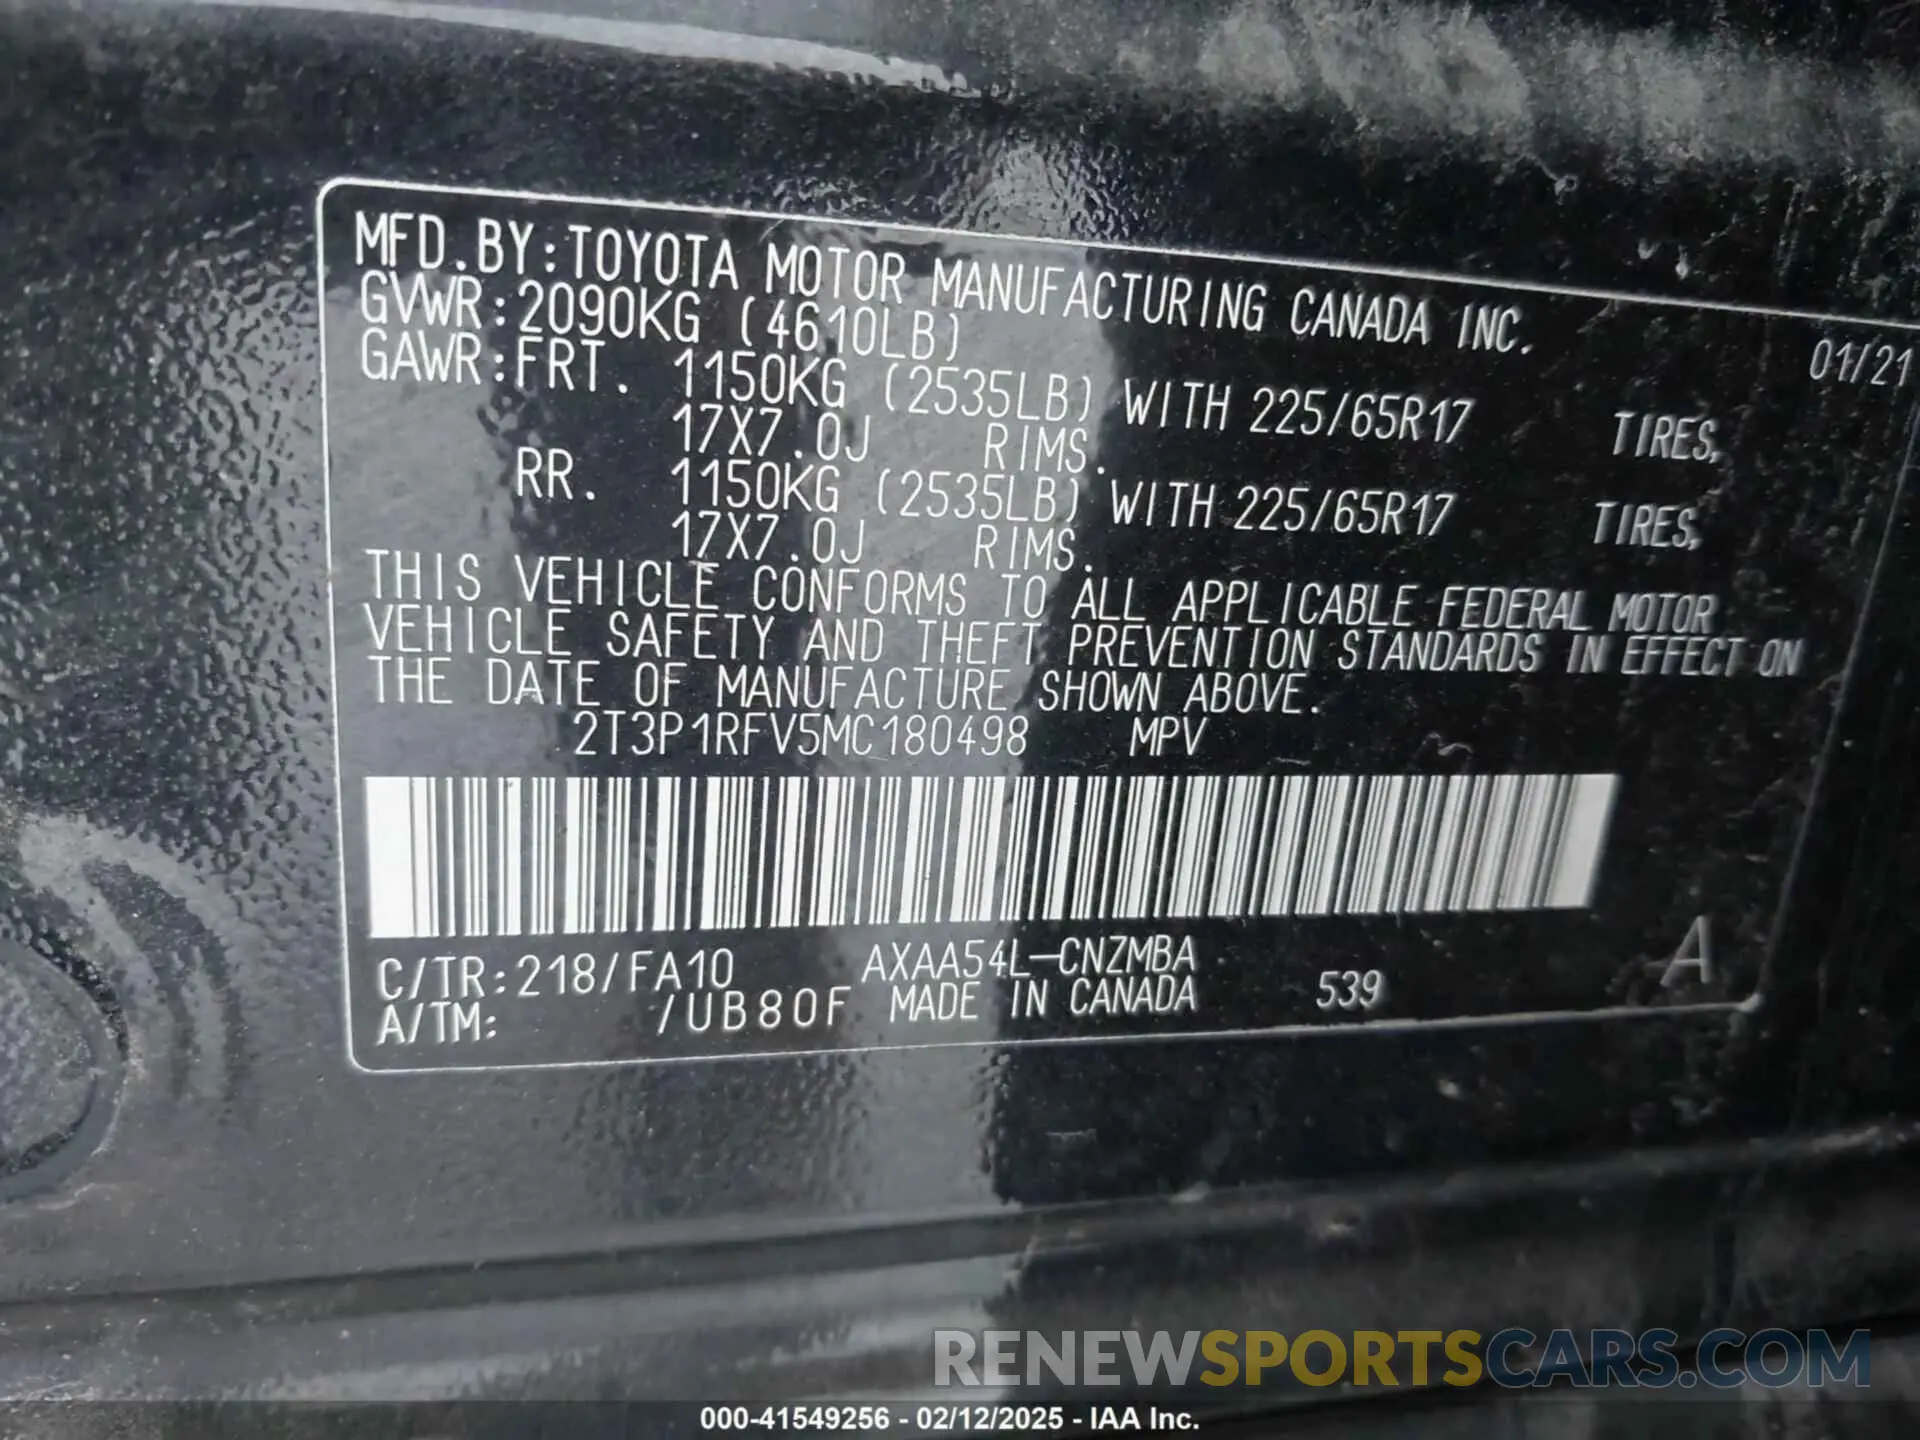 MFD.BY:TOYOTA MOTOR MANUFACTURING CANADA INC.
GVWR:2090KG (4610LB) 01/21
GAWR:FRT. 1150KG (2535LB) WITH 225/65R17 TIRES,
17X7.0J RIMS.
RR. 1150KG (2535LB) WITH 225/65R17 TIRES,
17X7.0J RIMS.
THIS VEHICLE CONFORMS TO ALL APPLICABLE FEDERAL MOTOR
VEHICLE SAFETY AND THEFT PREVENTION STANDARDS IN EFFECT ON
THE DATE OF MANUFACTURE SHOWN ABOVE.
2T3P1RFV5MC180498 MPV
C/TR:218/FA10 AXAA54L-CNZMBA A
A/TM: /UB80F MADE IN CANADA 539
RENEWSPORTSCARS.COM
000-41549256 - 02/12/2025 - IAA Inc.